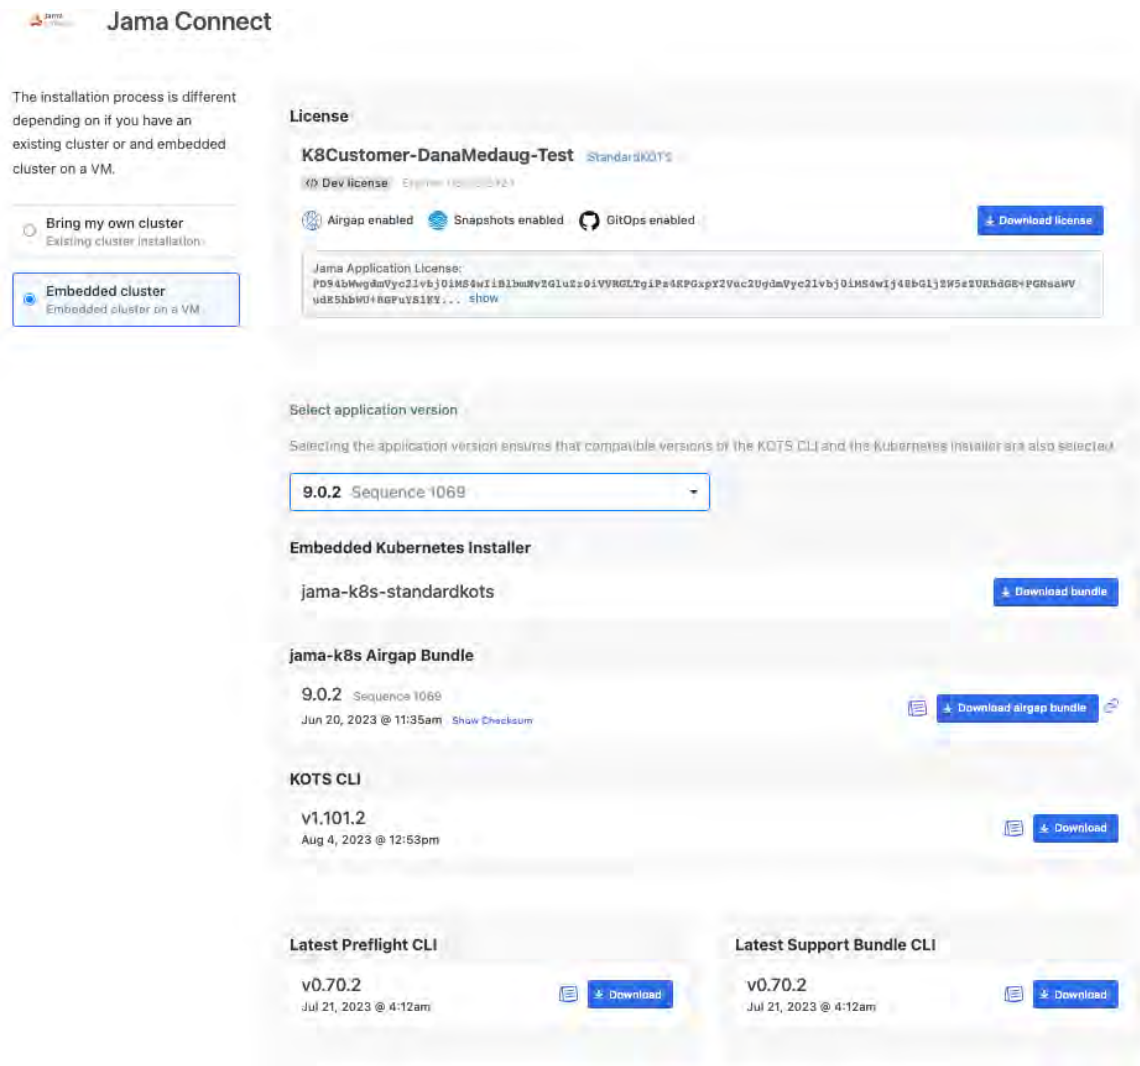 Jama Connect
The installation process is different
depending on if you have an
existing cluster or and embedded
cluster on a VM.
Bring my own cluster
Existing cluster installation
Embedded cluster
Embedded cluster on a VM
License
K8Customer-DanaMedaug-Test StandardKOTS
</> Dev license
Airgap enabled Snapshots enabled GitOps enabled
Download license
Jama Application License:
show
Select application version
Selecting the application version ensures that compatible versions of the KOTS CLI and the Kubernetes installer are also selected.
9.0.2 Sequence 1069
Embedded Kubernetes Installer
jama-k8s-standardkots
Download bundle
jama-k8s Airgap Bundle
9.0.2 Sequence 1069
Jun 20, 2023 @ 11:35am Show Checksum
Download airgap bundle
KOTS CLI
v1.101.2
Aug 4, 2023 @ 12:53pm
Download
Latest Preflight CLI
v0.70.2
Jul 21, 2023 @ 4:12am
Download
Latest Support Bundle CLI
v0.70.2
Jul 21, 2023 @ 4:12am
Download